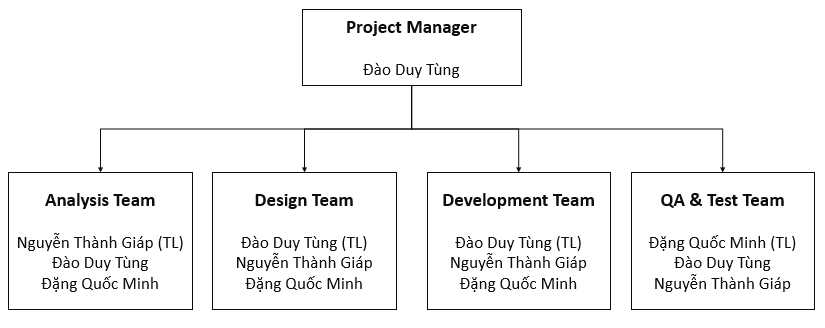 Project Manager
Đào Duy Tùng
Analysis Team
Nguyễn Thành Giáp (TL)
Đào Duy Tùng
Đặng Quốc Minh
Design Team
Đào Duy Tùng (TL)
Nguyễn Thành Giáp
Đặng Quốc Minh
Development Team
Đào Duy Tùng (TL)
Nguyễn Thành Giáp
Đặng Quốc Minh
QA & Test Team
Đặng Quốc Minh (TL)
Đào Duy Tùng
Nguyễn Thành Giáp